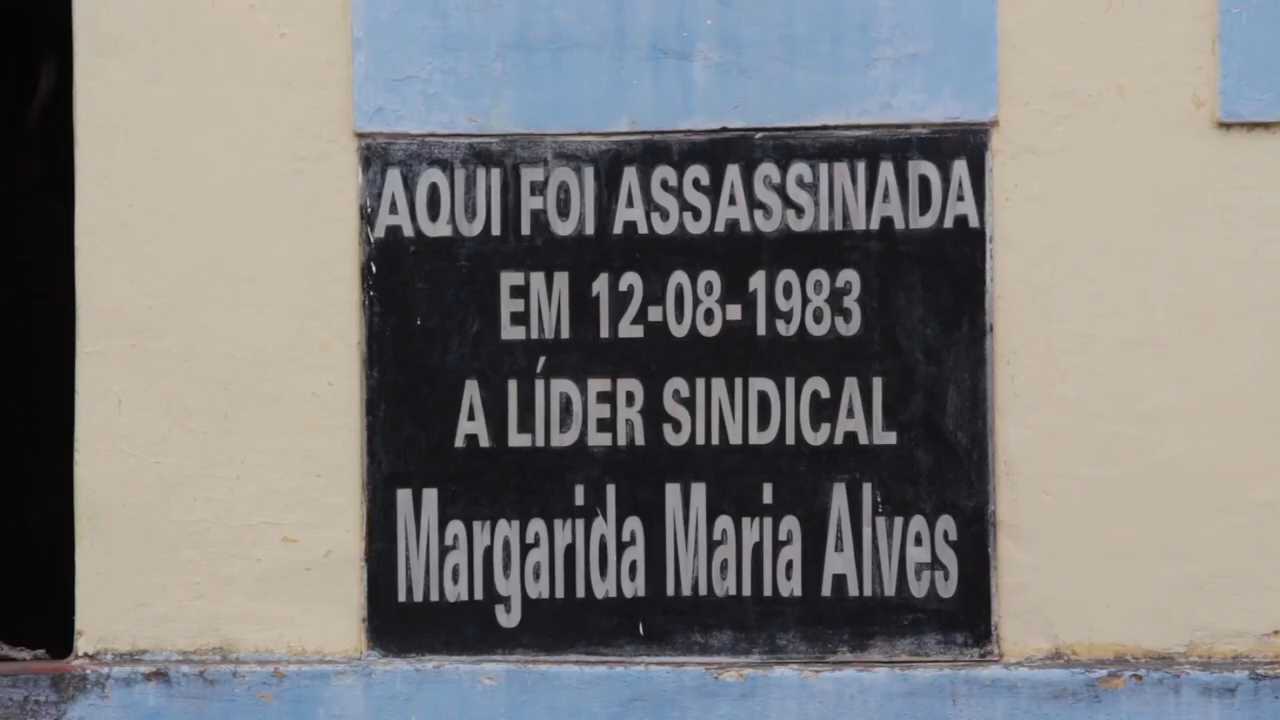 AQUI FOI ASSASSINADA
EM 12-08-1983
A LÍDER SINDICAL
Margarida Maria Alves